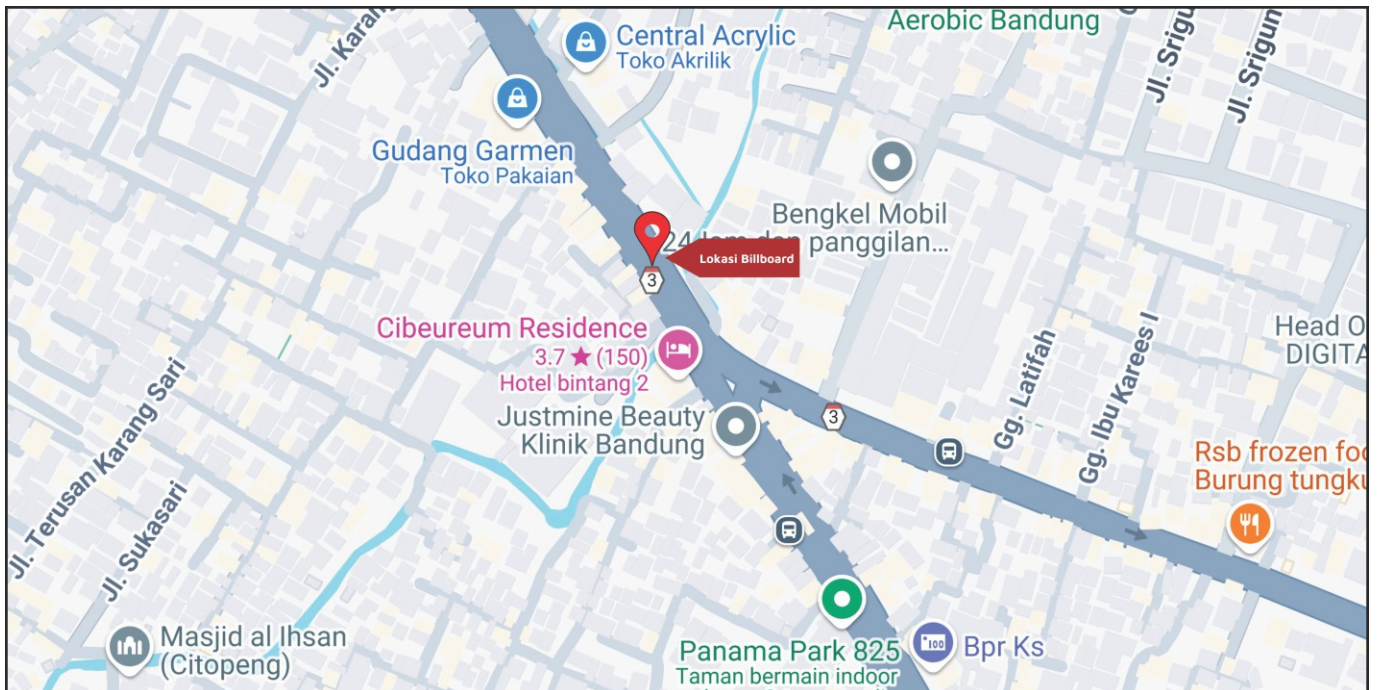 Jl. Karang
Central Acrylic
Toko Akrilik
Aerobic Bandung
Jl. Srigun
Jl. Srigun
Gudang Garmen
Toko Pakaian
Bengkel Mobil
24 Jam dan panggilan...
Lokasi Billboard
3
Cibeureum Residence
3.7 ★ (150)
Hotel bintang 2
Head O
DIGITA
Justmine Beauty
Klinik Bandung
3
Gg. Latifah
Gg. Ibu Karees I
Jl. Terusan Karang Sari
Jl. Sukasari
Rsb frozen foo
Burung tungku
Masjid al Ihsan
(Citopeng)
Panama Park 825
Taman bermain indoor
100
Bpr Ks